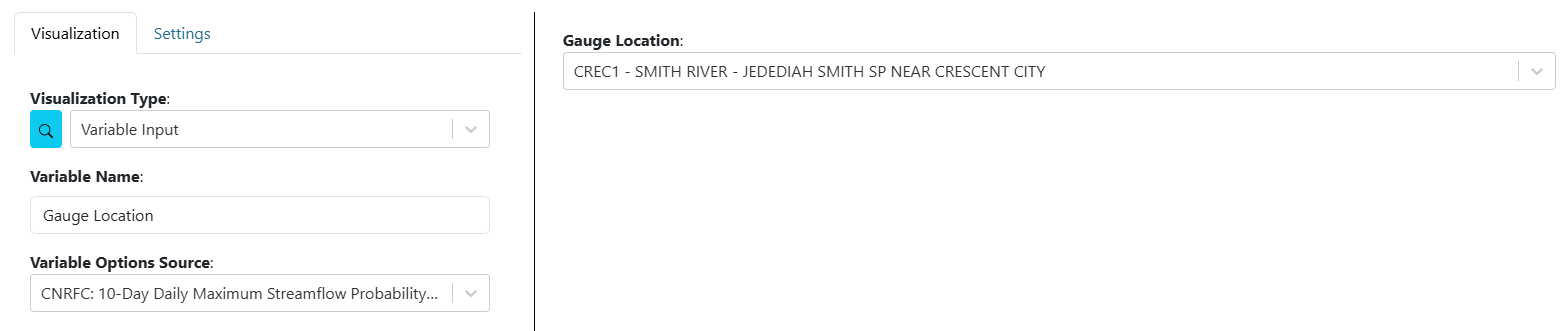 Visualization
Settings
Visualization Type:
Variable Input
Variable Name:
Gauge Location
Variable Options Source:
CNRFC: 10-Day Daily Maximum Streamflow Probability...
Gauge Location:
CREC1 - SMITH RIVER - JEDEDIAH SMITH SP NEAR CRESCENT CITY